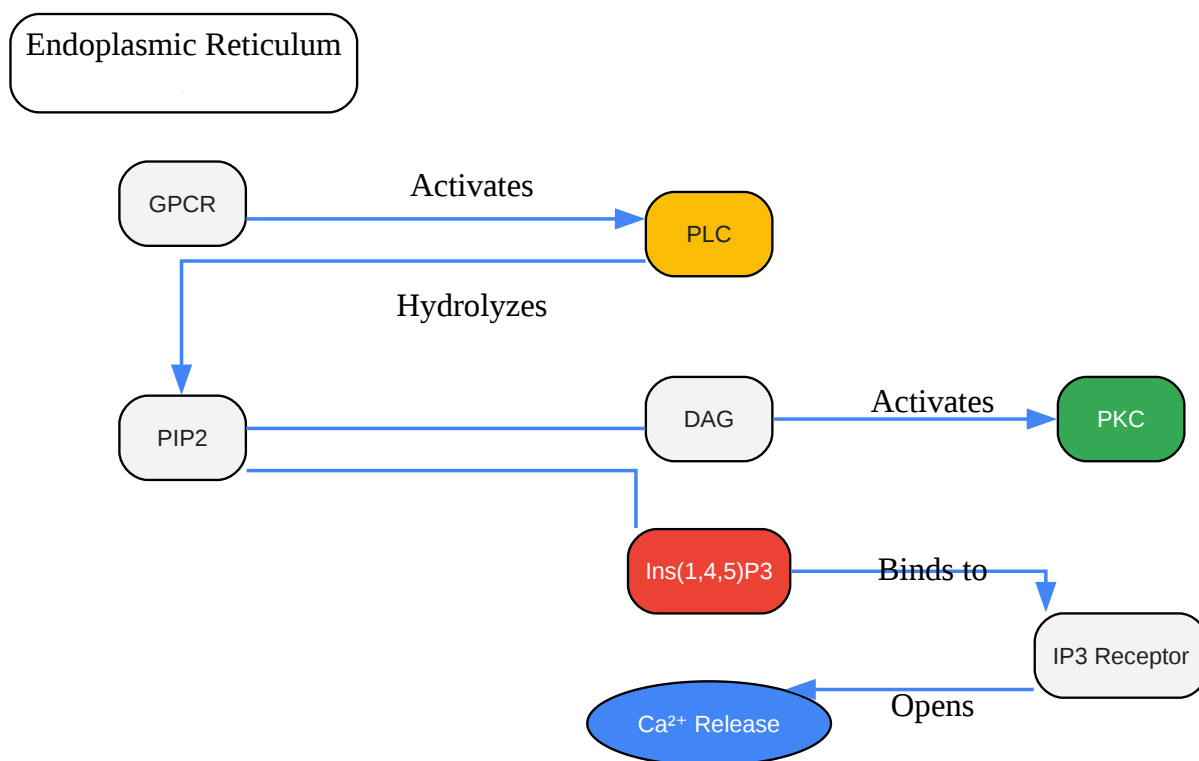 Endoplasmic Reticulum
GPCR
Activates
PLC
Hydrolyzes
PIP2
DAG
Activates
PKC
Ins(1,4,5)P3
Binds to
IP3 Receptor
Opens
Ca²⁺ Release